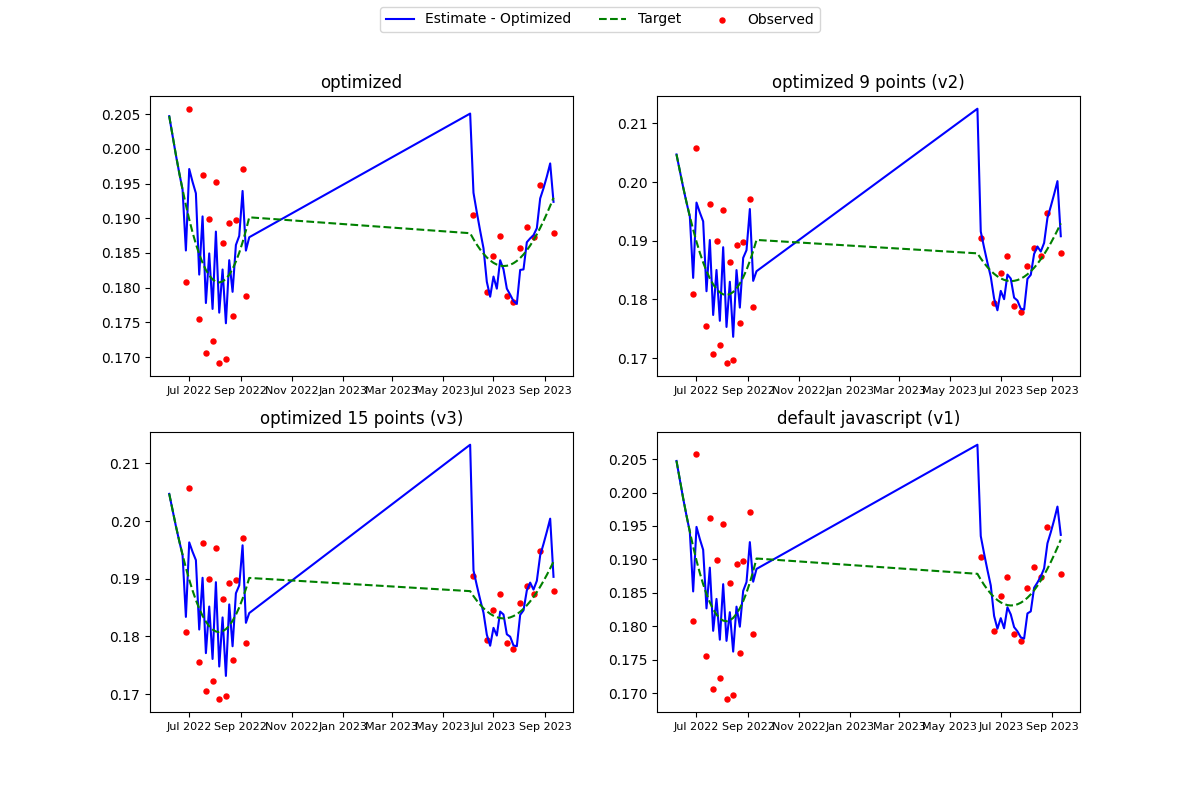 Estimate - Optimized Target Observed
optimized
0.205
0.200
0.195
0.190
0.185
0.180
0.175
0.170
Jul 2022 Sep 2022 Nov 2022 Jan 2023 Mar 2023 May 2023 Jul 2023 Sep 2023
optimized 9 points (v2)
0.21
0.20
0.19
0.18
0.17
Jul 2022 Sep 2022 Nov 2022 Jan 2023 Mar 2023 May 2023 Jul 2023 Sep 2023
optimized 15 points (v3)
0.21
0.20
0.19
0.18
0.17
Jul 2022 Sep 2022 Nov 2022 Jan 2023 Mar 2023 May 2023 Jul 2023 Sep 2023
default javascript (v1)
0.205
0.200
0.195
0.190
0.185
0.180
0.175
0.170
Jul 2022 Sep 2022 Nov 2022 Jan 2023 Mar 2023 May 2023 Jul 2023 Sep 2023